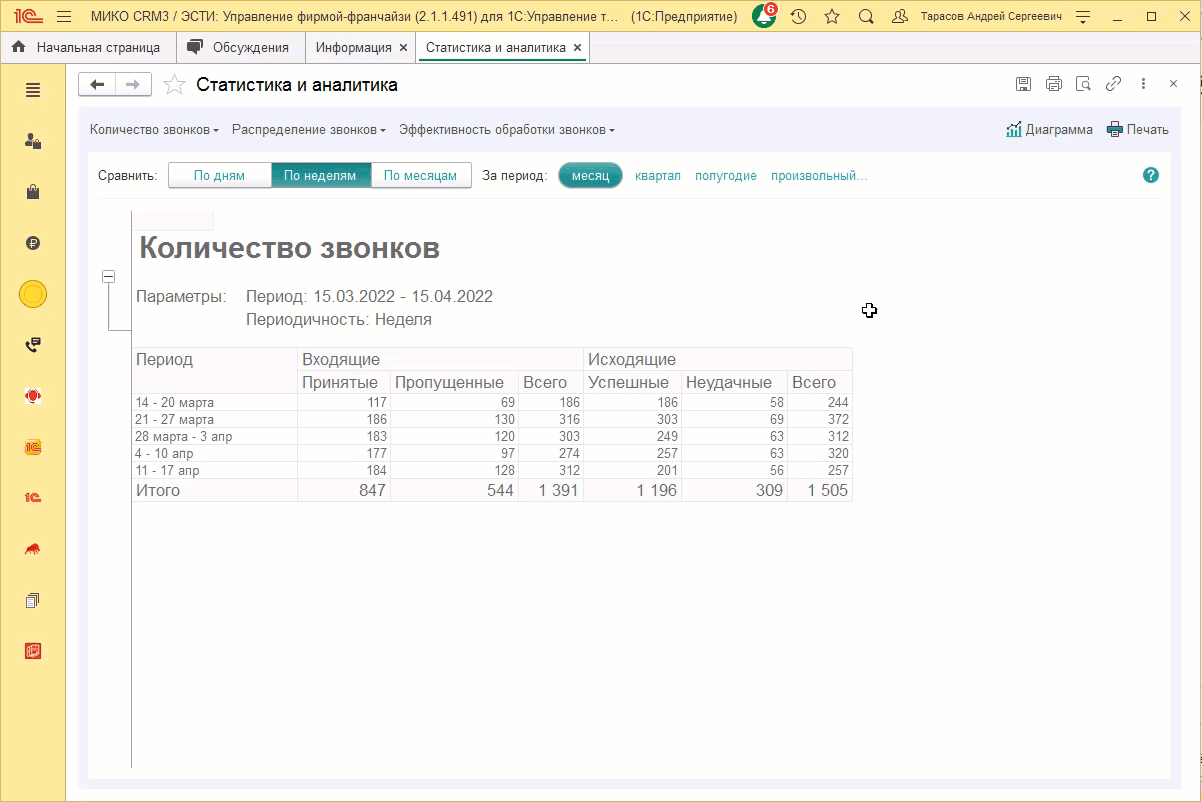 1С МИКО CRM3 / ЭСТИ: Управление фирмой-франчайзи (2.1.1.491) для 1С:Управление т... (1С:Предприятие) 6 Тарасов Андрей Сергеевич
Начальная страница Обсуждения Информация × Статистика и аналитика ×
Статистика и аналитика
Количество звонков Распределение звонков Эффективность обработки звонков Диаграмма Печать
Сравнить: По дням По неделям По месяцам За период: месяц квартал полугодие произвольный... ?
Количество звонков
Параметры: Период: 15.03.2022 - 15.04.2022
Периодичность: Неделя
Период Входящие Исходящие
Принятые Пропущенные Всего Успешные Неудачные Всего
14 - 20 марта 117 69 186 186 58 244
21 - 27 марта 186 130 316 303 69 372
28 марта - 3 апр 183 120 303 249 63 312
4 - 10 апр 177 97 274 257 63 320
11 - 17 апр 184 128 312 201 56 257
Итого 847 544 1 391 1 196 309 1 505
1С
1С